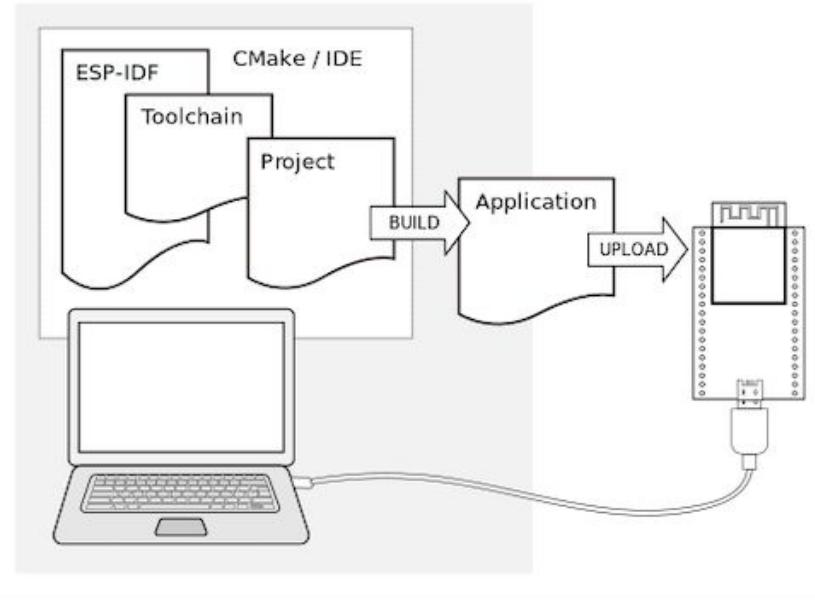 ESP-IDF
CMake / IDE
Toolchain
Project
BUILD
Application
UPLOAD